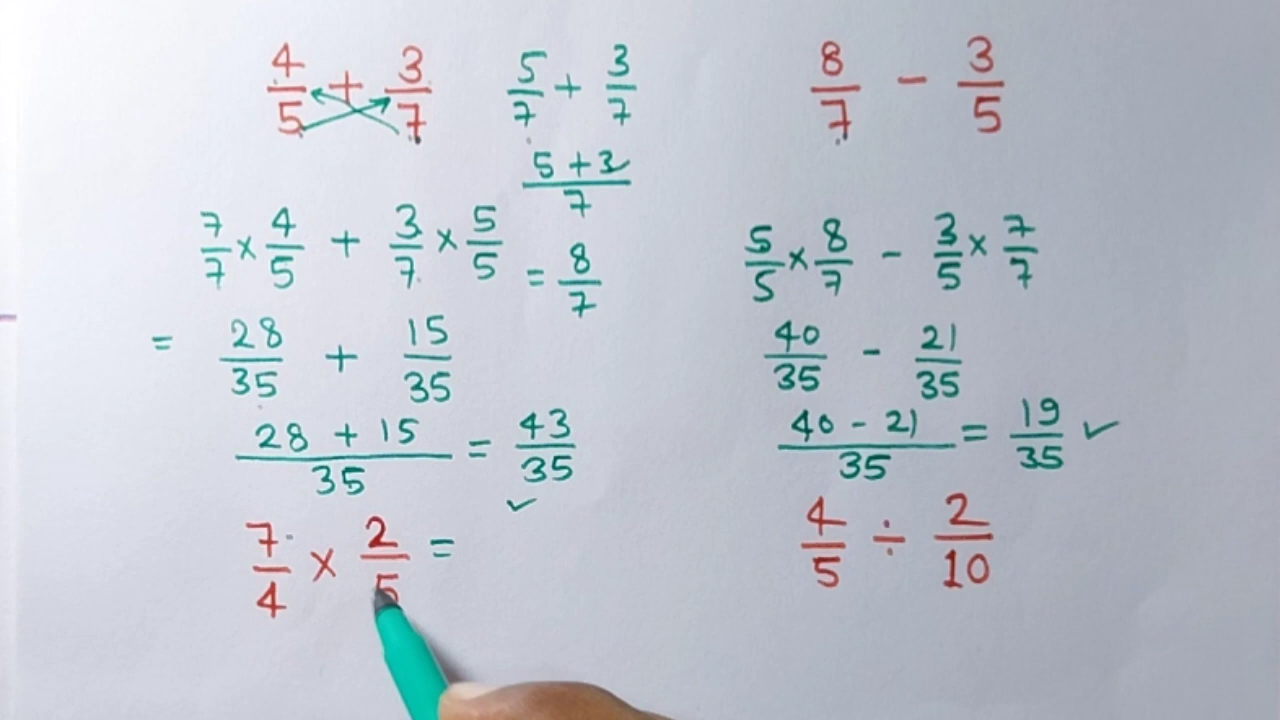 4/5 + 3/7
7/7 × 4/5 + 3/7 × 5/5
= 28/35 + 15/35
28 + 15/35 = 43/35 ✓
5/7 + 3/7
5 + 3/7
= 8/7
8/7 - 3/5
5/5 × 8/7 - 3/5 × 7/7
40/35 - 21/35
40 - 21/35 = 19/35 ✓
7/4 × 2/5 =
4/5 ÷ 2/10